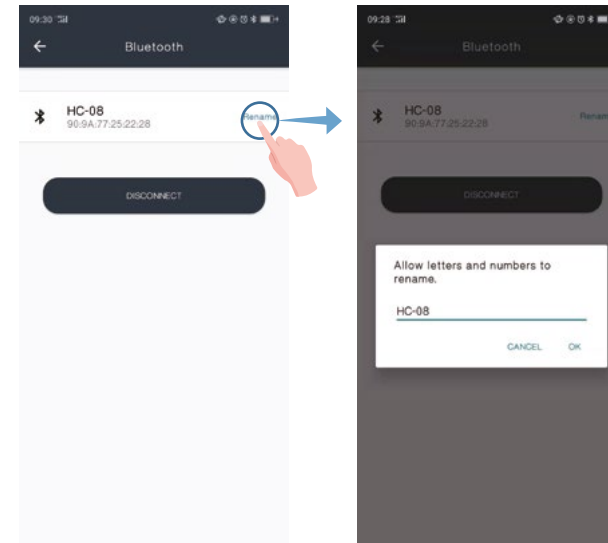 09:30
Bluetooth
HC-08
90:9A:77:25:22:28
Rename
DISCONNECT
09:28
Bluetooth
HC-08
90:9A:77:25:22:28
Renam
DISCONNECT
Allow letters and numbers to
rename.
HC-08
CANCEL OK